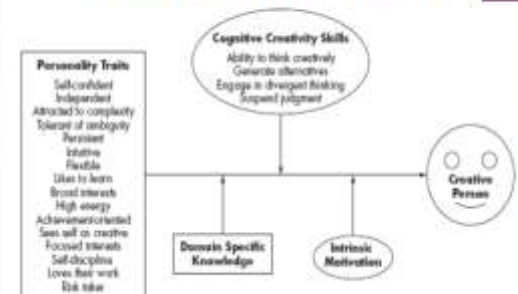 Personality Traits
Self-confident
Independent
Attracted to complexity
Tolerant of ambiguity
Persistent
Intuitive
Flexible
Likes to learn
Broad interests
High energy
Achievement-oriented
Sees self as creative
Focused interests
Self-discipline
Loves their work
Risk taker
Cognitive Creativity Skills
Ability to think creatively
Generate alternatives
Engage in divergent thinking
Suspend judgment
Domain Specific
Knowledge
Intrinsic
Motivation
Creative
Person